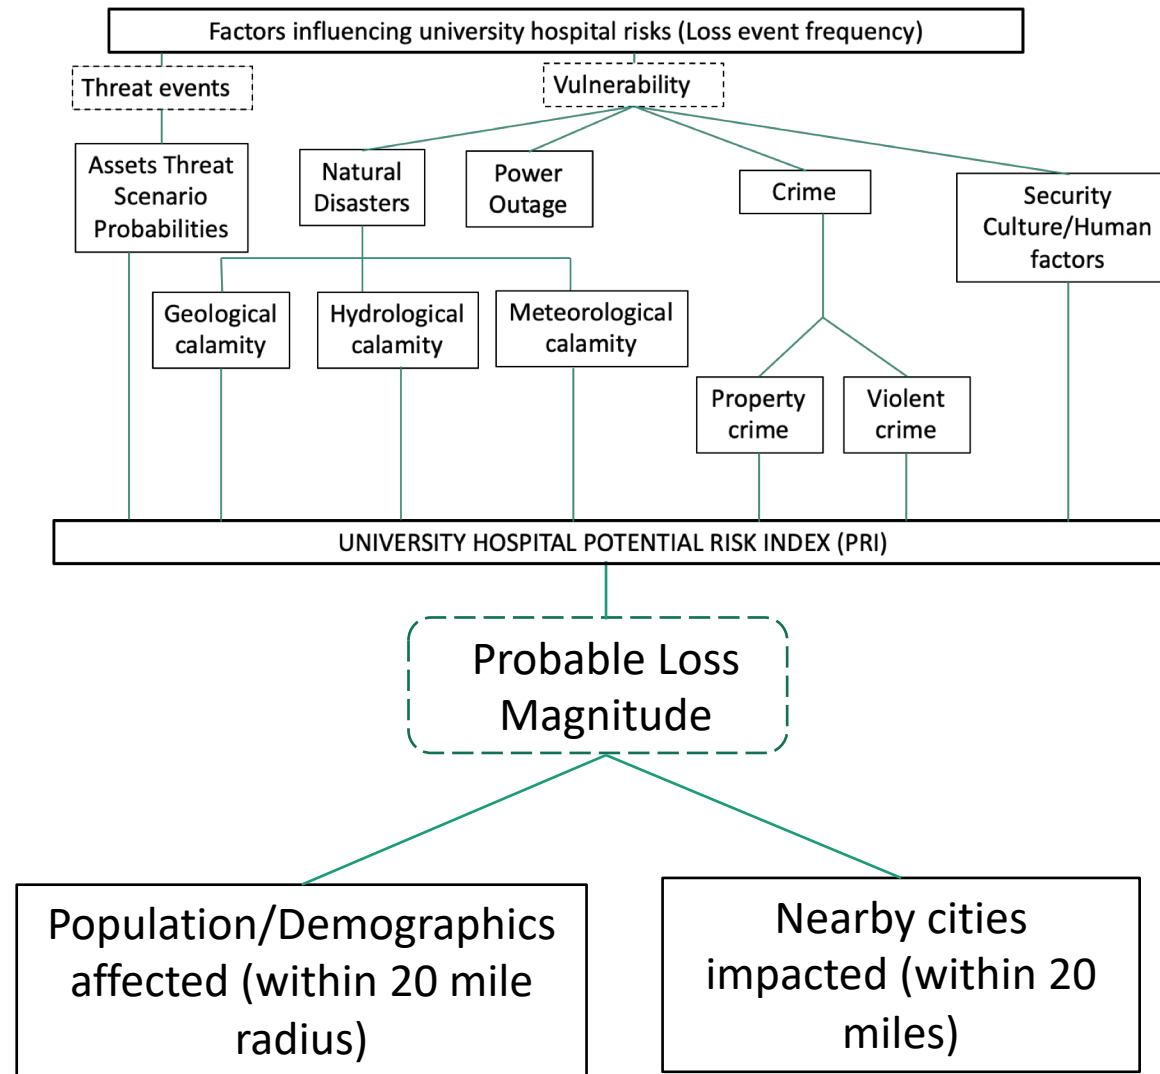 Factors influencing university hospital risks (Loss event frequency)
Threat events
Vulnerability
Assets Threat
Scenario
Probabilities
Natural
Disasters
Power
Outage
Crime
Security
Culture/Human
factors
Geological
calamity
Hydrological
calamity
Meteorological
calamity
Property
crime
Violent
crime
UNIVERSITY HOSPITAL POTENTIAL RISK INDEX (PRI)
Probable Loss
Magnitude
Population/Demographics
affected (within 20 mile
radius)
Nearby cities
impacted (within 20
miles)